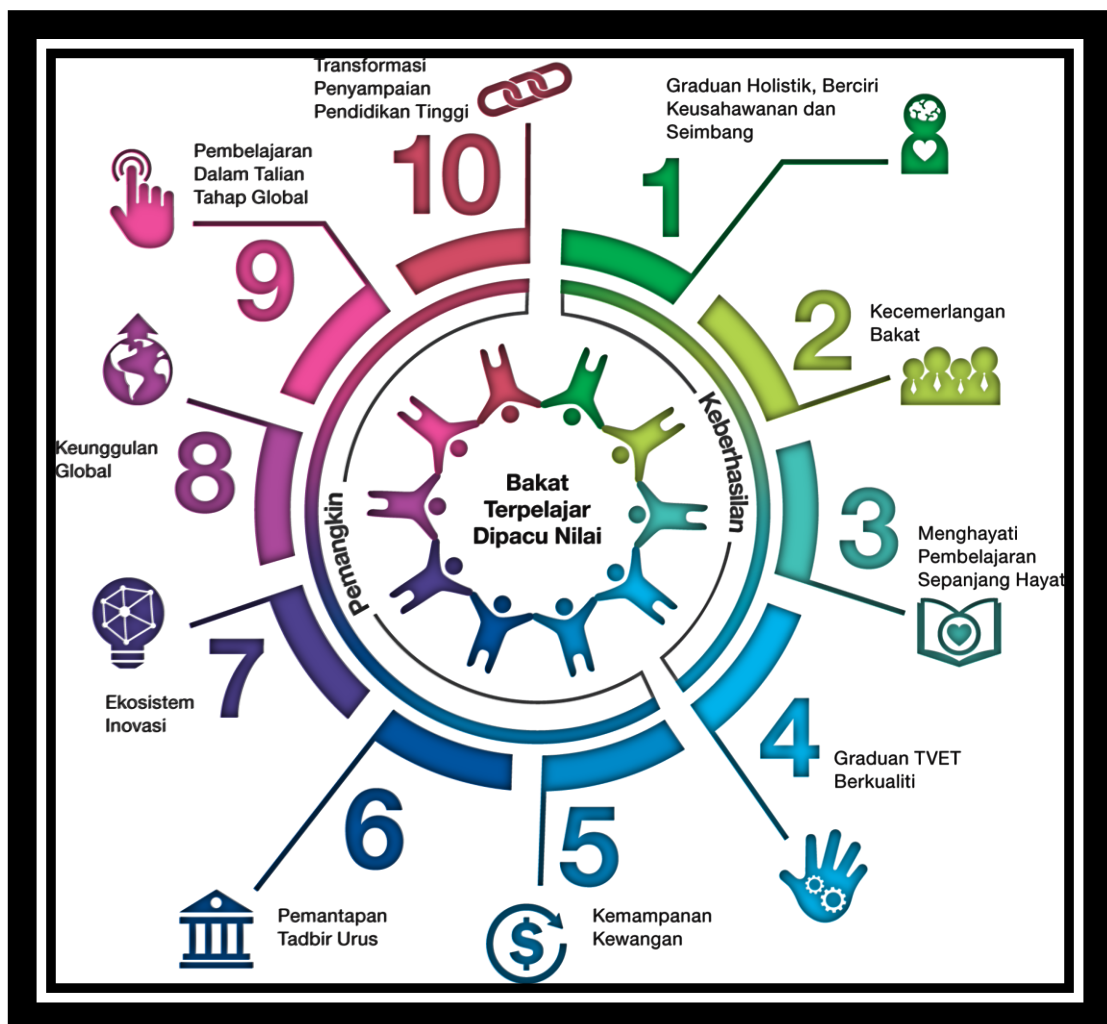 1
Graduan Holistik, Berciri
Keusahawanan dan
Seimbang
2
Kecemerlangan
Bakat
3
Menghayati
Pembelajaran
Sepanjang Hayat
4
Graduan TVET
Berkualiti
5
Kemampanan
Kewangan
$
6
Pemantapan
Tadbir Urus
7
Ekosistem
Inovasi
8
Keunggulan
Global
9
Pembelajaran
Dalam Talian
Tahap Global
10
Transformasi
Penyampaian
Pendidikan Tinggi
Keberhasilan
Pemangkin
Bakat
Terpelajar
Dipacu Nilai